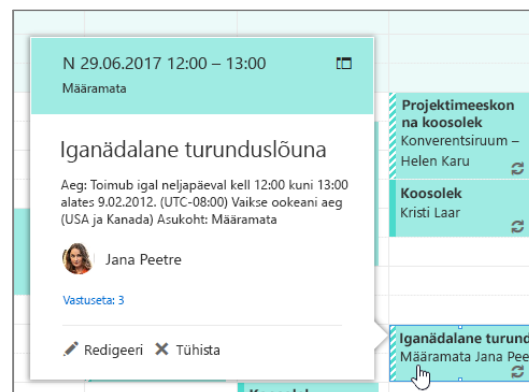 N 29.06.2017 12:00 – 13:00
Määramata
Iganädalane turunduslõuna
Aeg: Toimub igal neljapäeval kell 12:00 kuni 13:00
alates 9.02.2012. (UTC-08:00) Vaikse ookeani aeg
(USA ja Kanada) Asukoht: Määramata
Jana Peetre
Vastuseta: 3
Redigeeri
Tühista
Projektimeeskon
na koosolek
Konverentsiruum –
Helen Karu
Koosolek
Kristi Laar
Iganädalane turund
Määramata Jana Pee